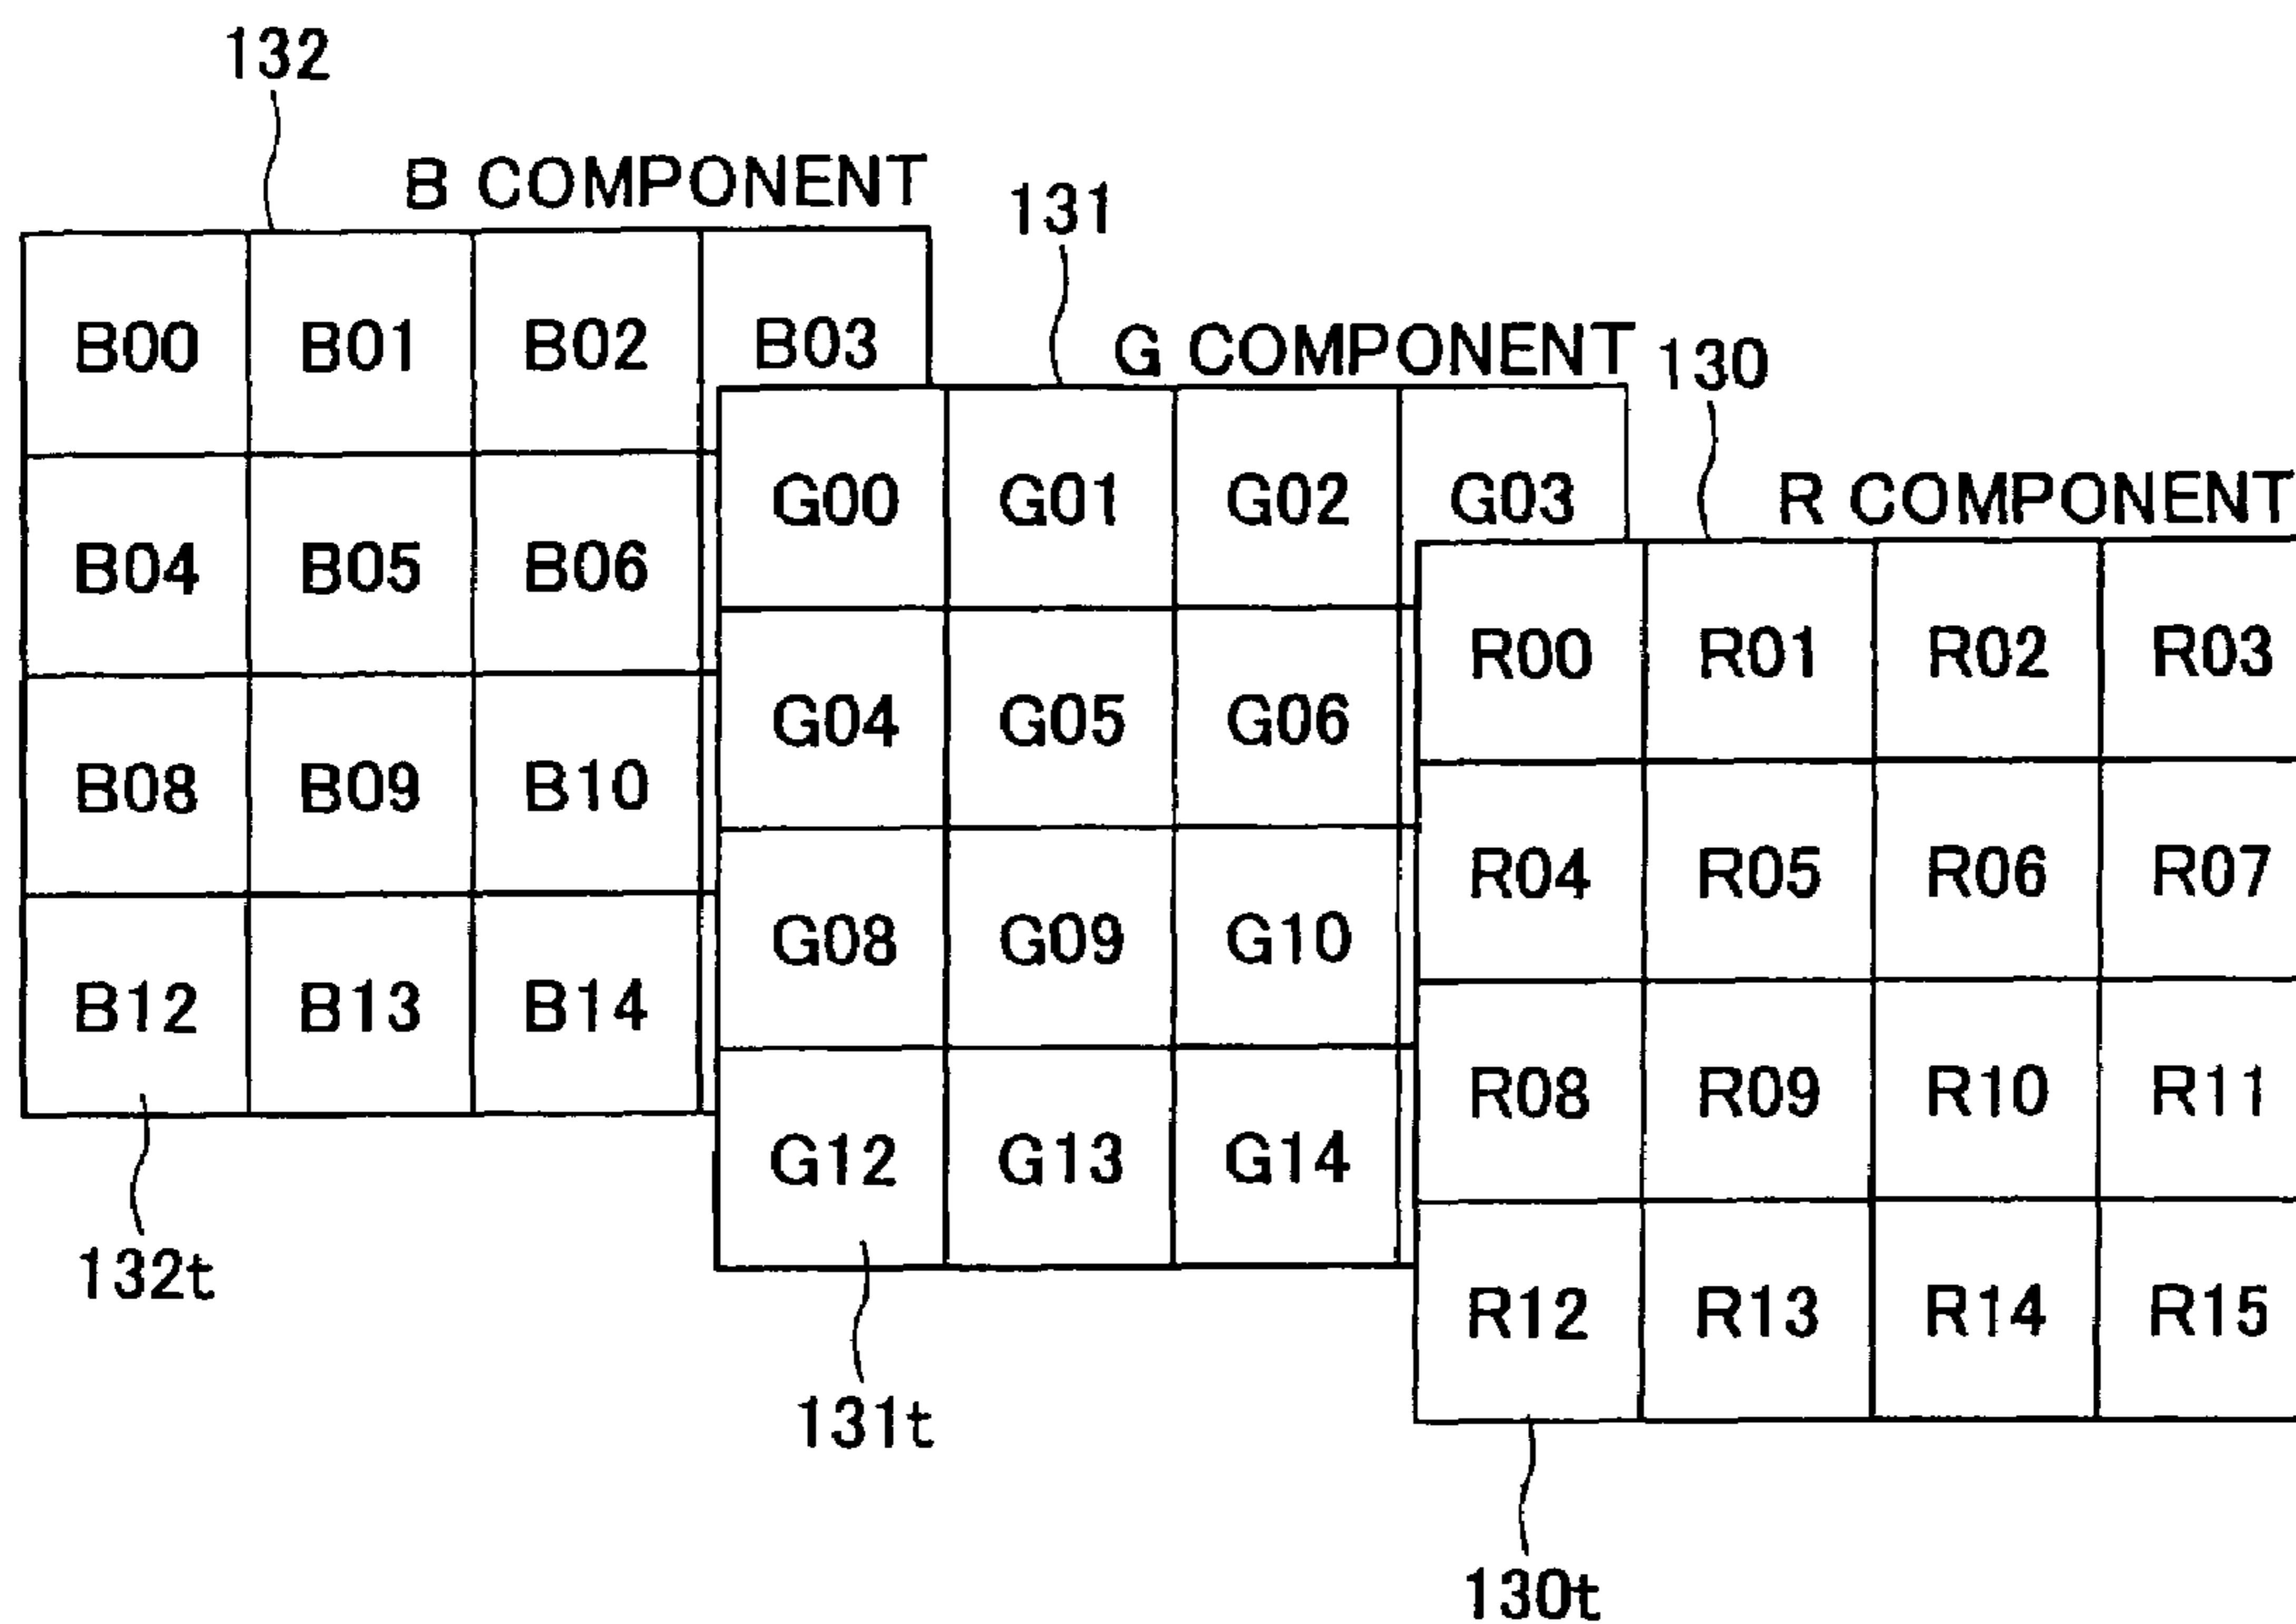 132
B COMPONENT
131
G COMPONENT
130
R COMPONENT
B00 B01 B02 B03
B04 B05 B06
B08 B09 B10
B12 B13 B14
132t
G00 G01 G02 G03
G04 G05 G06
G08 G09 G10
G12 G13 G14
131t
R00 R01 R02 R03
R04 R05 R06 R07
R08 R09 R10 R11
R12 R13 R14 R15
130t